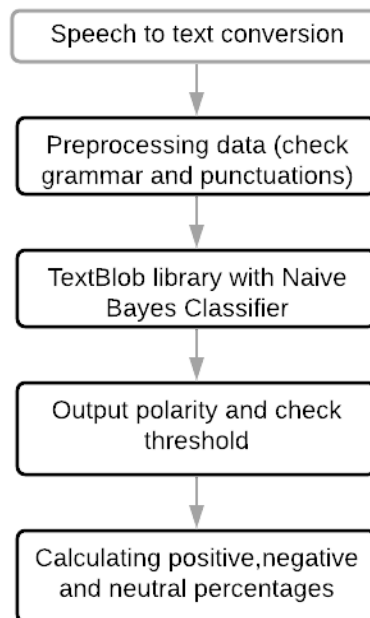 Speech to text conversion
Preprocessing data (check
grammar and punctuations)
TextBlob library with Naive
Bayes Classifier
Output polarity and check
threshold
Calculating positive,negative
and neutral percentages